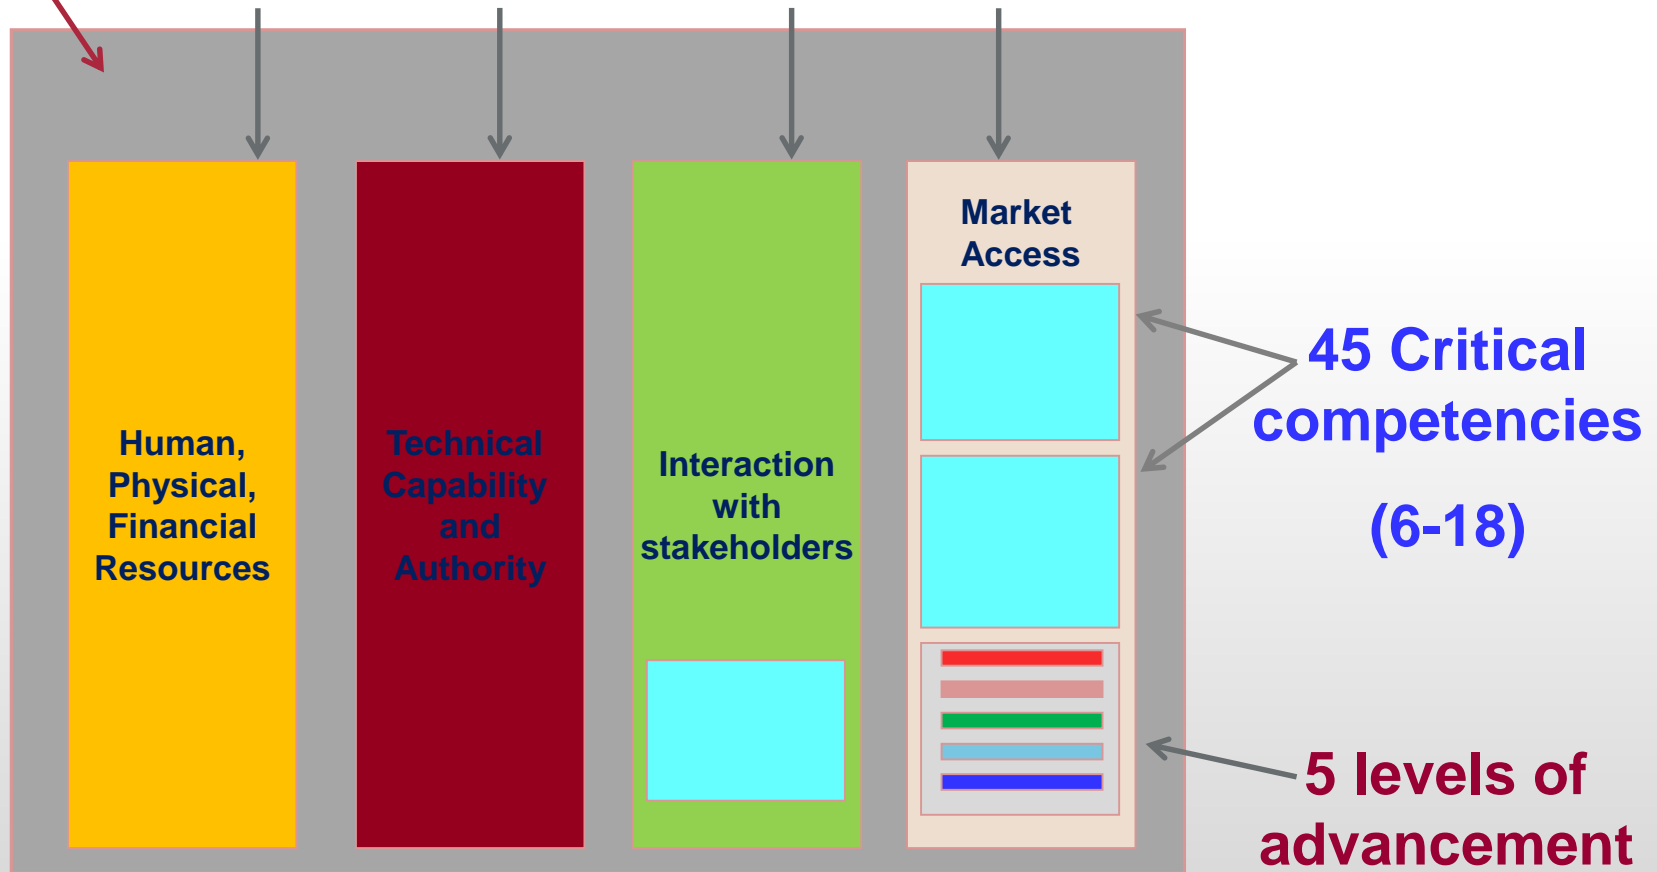 Human,
Physical,
Financial
Resources
Technical
Capability
and
Authority
Interaction
with
stakeholders
Market
Access
45 Critical
competencies
(6-18)
5 levels of
advancement